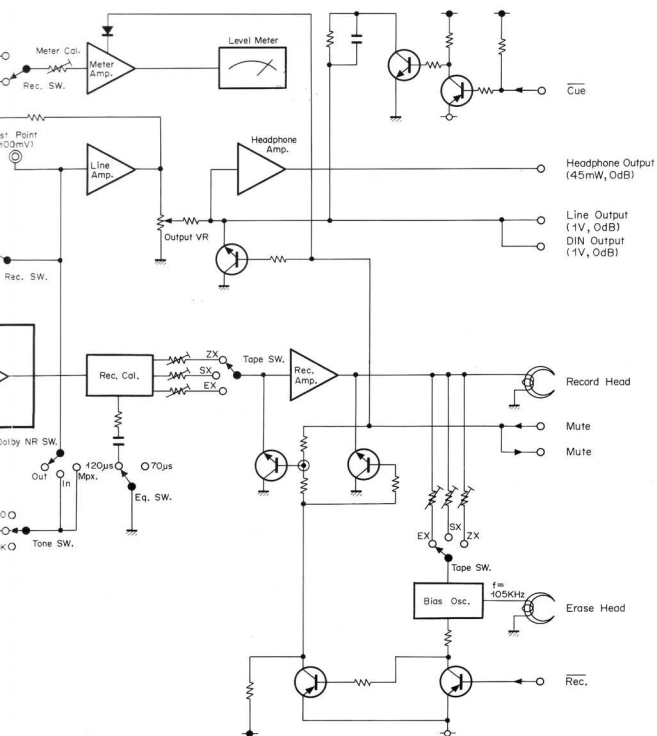 Meter Cal.
Meter
Amp.
Level Meter
Rec. SW.
Cue
Point
Line
Amp.
Headphone
Amp.
Headphone Output
(45mW, 0dB)
Output VR
Line Output
(1V, 0dB)
DIN Output
(1V, 0dB)
Rec. SW.
Rec. Cal.
ZX
SX
EX
Tape SW.
Rec.
Amp.
Record Head
Mute
Mute
NR SW.
Out
In
Mpx.
120μs
70μs
Eq. SW.
Tone SW.
EX
SX
ZX
Tape SW.
Bias Osc.
f=
105KHz
Erase Head
Rec.